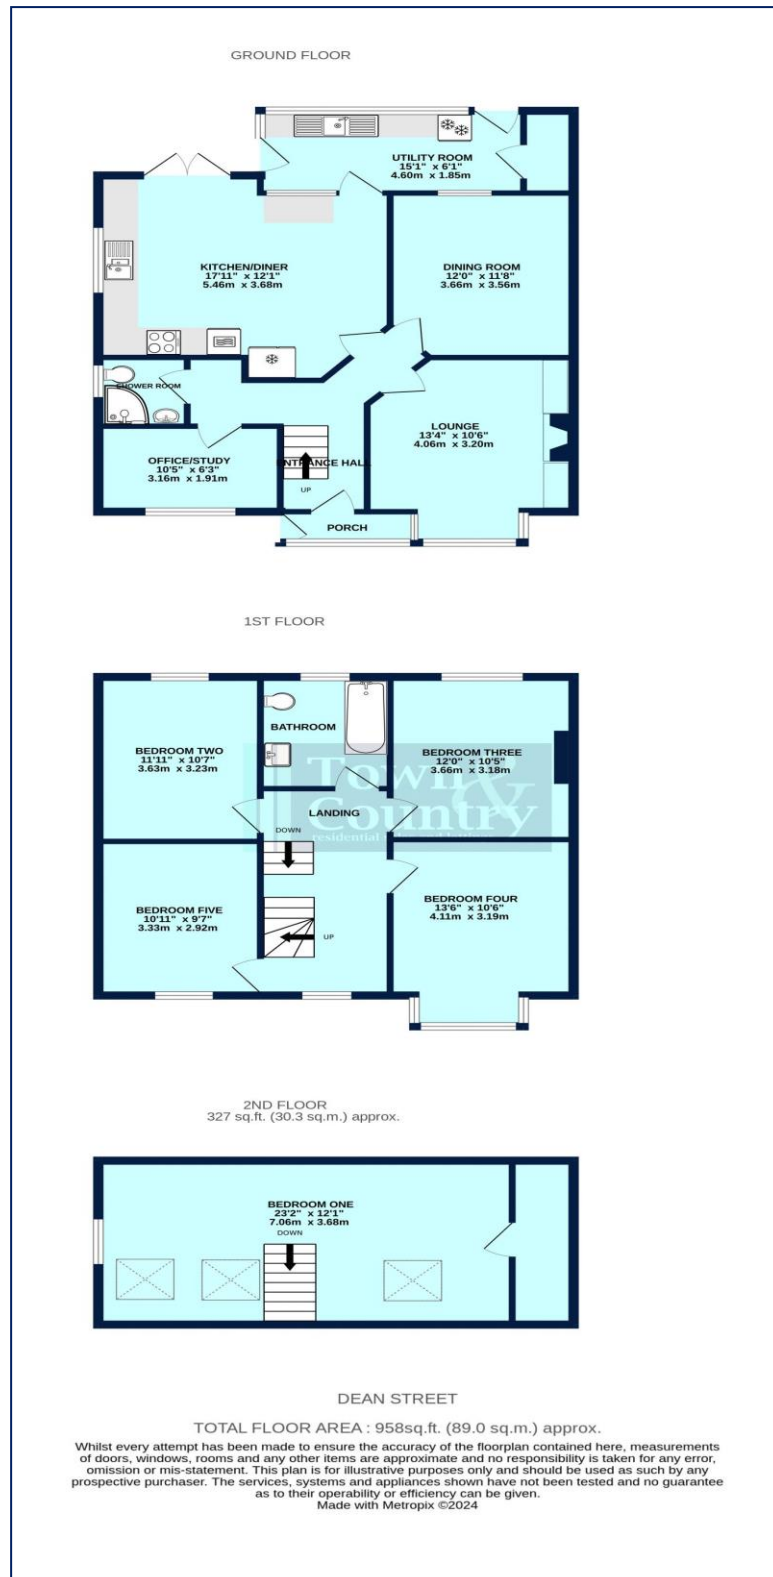 GROUND FLOOR
UTILITY ROOM
15'1" x 6'1"
4.60m x 1.85m
KITCHEN/DINER
17'11" x 12'1"
5.46m x 3.68m
DINING ROOM
12'0" x 11'8"
3.66m x 3.56m
SHOWER ROOM
LOUNGE
13'4" x 10'6"
4.06m x 3.20m
OFFICE/STUDY
10'5" x 6'3"
3.16m x 1.91m
ENTRANCE HALL
UP
PORCH
1ST FLOOR
BATHROOM
BEDROOM TWO
11'11" x 10'7"
3.63m x 3.23m
BEDROOM THREE
12'0" x 10'5"
3.66m x 3.18m
Town &
Country
residential
LANDING
DOWN
BEDROOM FIVE
10'11" x 9'7"
3.33m x 2.92m
BEDROOM FOUR
13'6" x 10'6"
4.11m x 3.19m
UP
2ND FLOOR
327 sq.ft. (30.3 sq.m.) approx.
BEDROOM ONE
23'2" x 12'1"
7.06m x 3.68m
DOWN
DEAN STREET
TOTAL FLOOR AREA : 958sq.ft. (89.0 sq.m.) approx.
Whilst every attempt has been made to ensure the accuracy of the floorplan contained here, measurements
of doors, windows, rooms and any other items are approximate and no responsibility is taken for any error,
omission or mis-statement. This plan is for illustrative purposes only and should be used as such by any
prospective purchaser. The services, systems and appliances shown have not been tested and no guarantee
as to their operability or efficiency can be given.
Made with Metropix ©2024